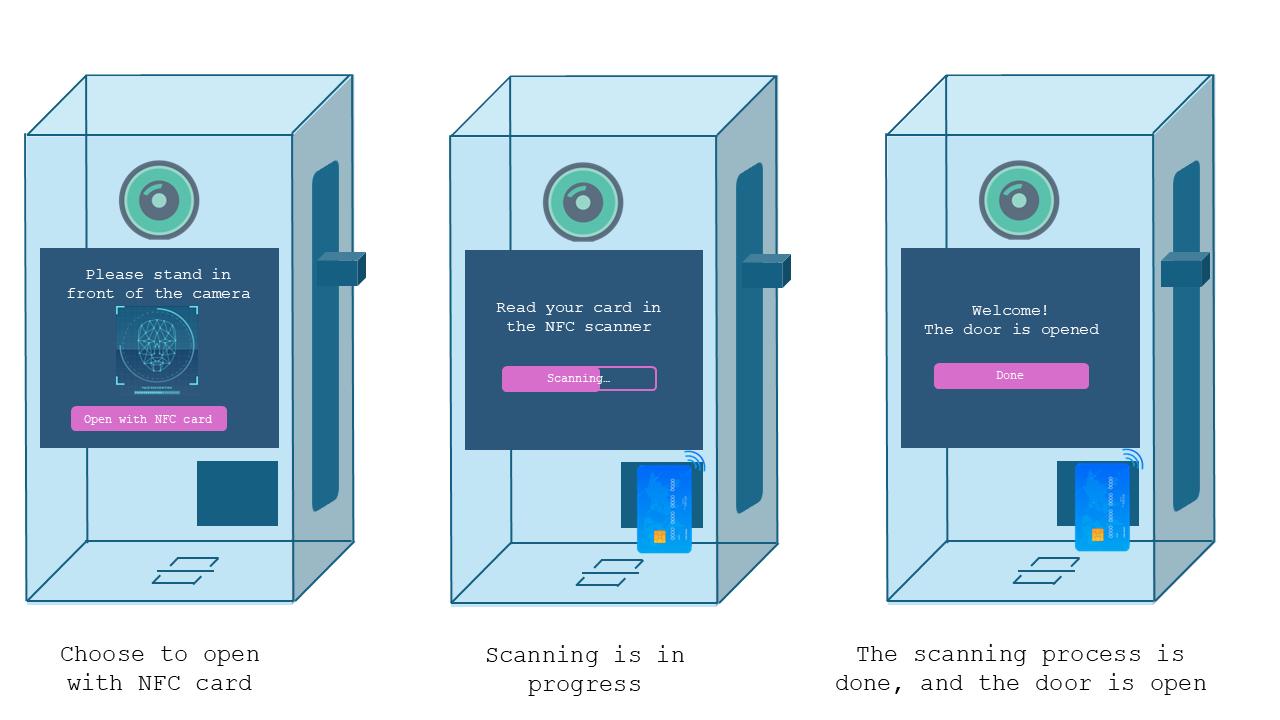 Please stand in
front of the camera
Open with NFC card
Choose to open
with NFC card
Read your card in
the NFC scanner
Scanning…
Scanning is in
progress
Welcome!
The door is opened
Done
The scanning process is
done, and the door is open